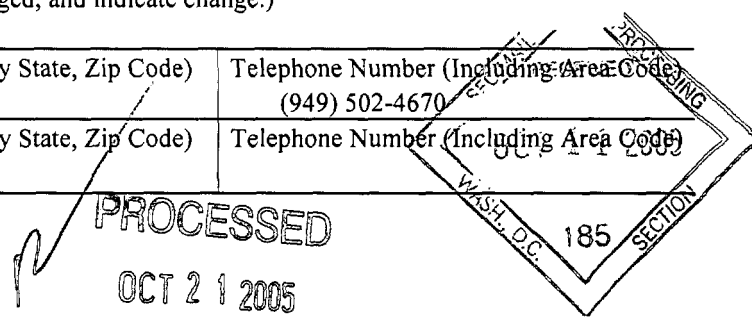 ged, and indicate change.)
y State, Zip Code) Telephone Number (Including Area Code)
(949) 502-4670
y State, Zip Code) Telephone Number (Including Area Code)
PROCESSED
OCT 2 1 2005
PROCESSING
SECTION
WASH, D.C.
185